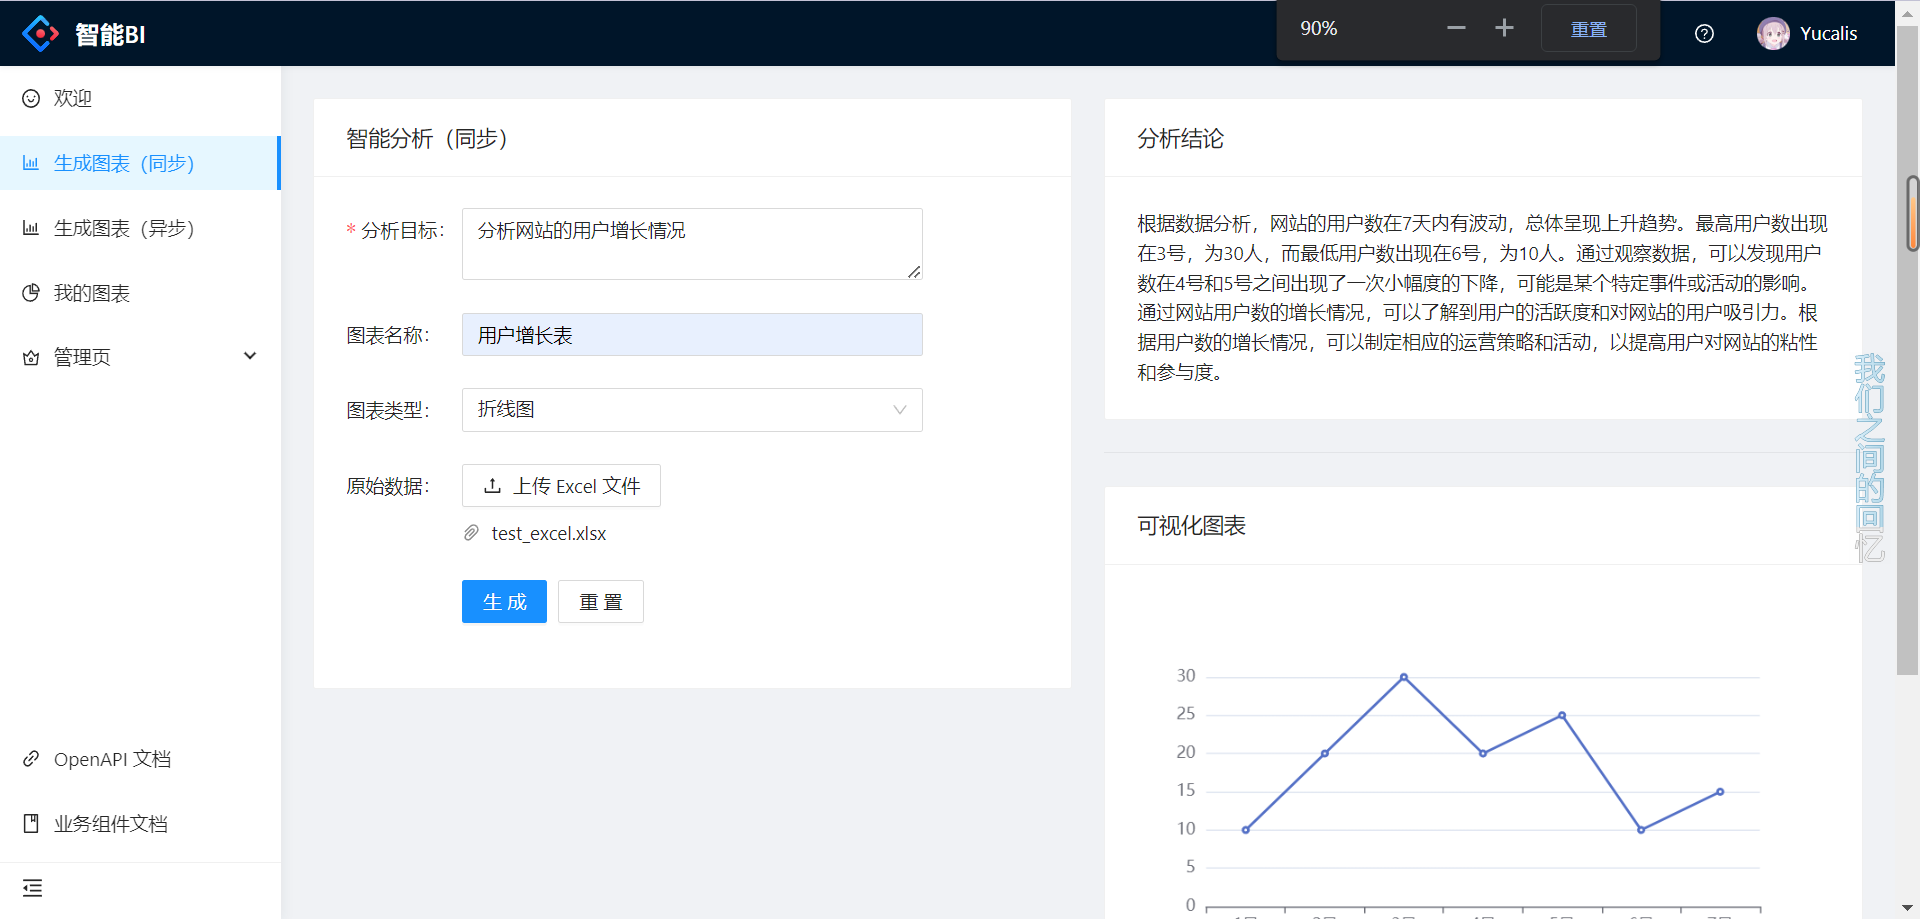 智能BI
90%
重置
Yucalis
欢迎
生成图表（同步）
生成图表（异步）
我的图表
管理页
OpenAPI 文档
业务组件文档
智能分析（同步）
* 分析目标：
分析网站的用户增长情况
图表名称：
用户增长表
图表类型：
折线图
原始数据：
上传 Excel 文件
test_excel.xlsx
生 成
重 置
分析结论
根据数据分析，网站的用户数在7天内有波动，总体呈现上升趋势。最高用户数出现
在3号，为30人，而最低用户数出现在6号，为10人。通过观察数据，可以发现用户
数在4号和5号之间出现了一次小幅度的下降，可能是某个特定事件或活动的影响。
通过网站用户数的增长情况，可以了解到用户的活跃度和对网站的用户吸引力。根
据用户数的增长情况，可以制定相应的运营策略和活动，以提高用户对网站的粘性
和参与度。
我们之间的回忆
可视化图表
30
25
20
15
10
5
0